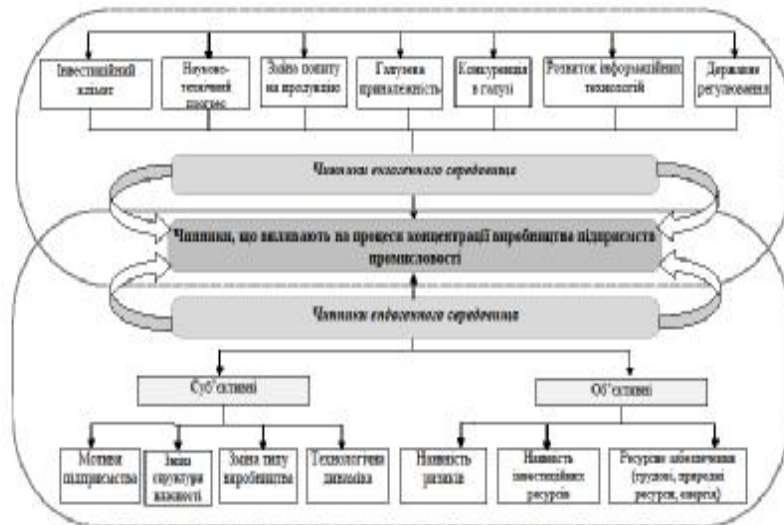 Інвестиційний
клімат
Науково-
технічний
прогрес
Зміна попиту
на продукцію
Галузева
приналежність
Конкуренція
в галузі
Розвиток інформаційних
технологій
Державне
регулювання
Чинники екзогенного середовища
Чинники, що впливають на процеси концентрації виробництва підприємств
промисловості
Чинники ендогенного середовища
Суб’єктивні
Об’єктивні
Мотиви
підприємства
Зміна
структури
власності
Зміна типу
виробництва
Технологічна
динаміка
Наявність
ризиків
Наявність
інвестиційних
ресурсів
Ресурсне забезпечення
(трудові, природні
ресурси, енергія)